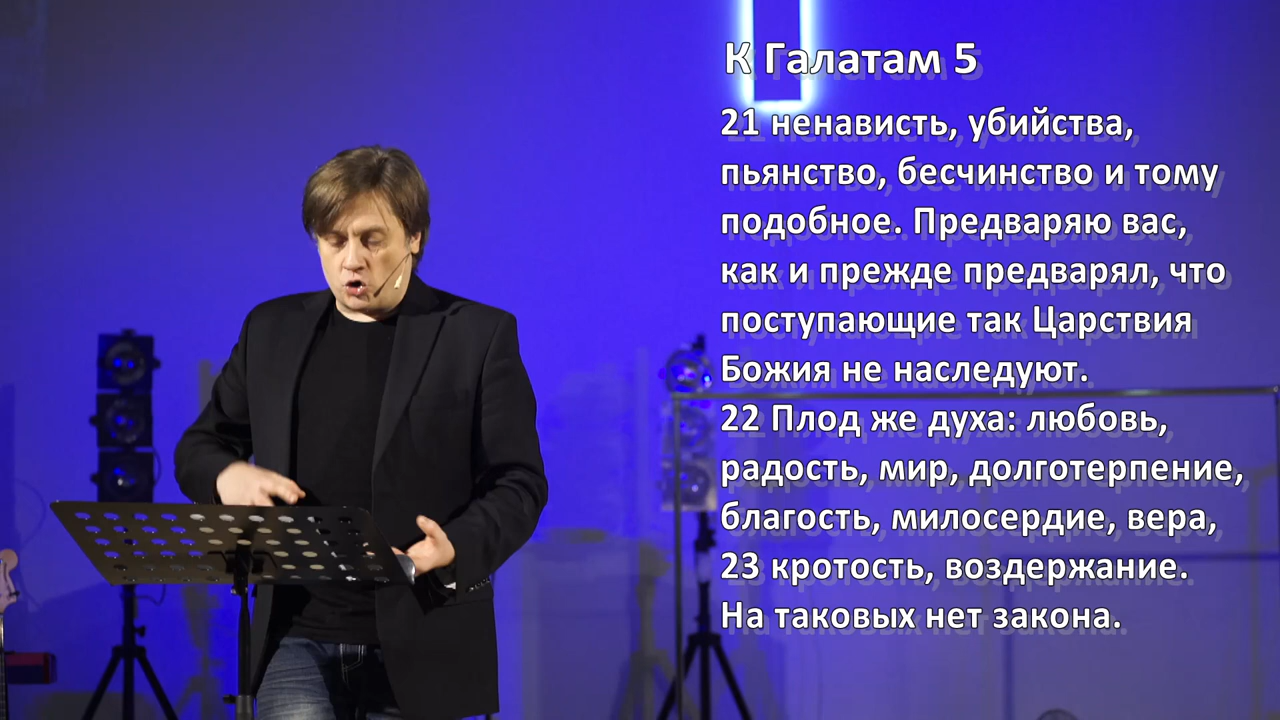 К Галатам 5
21 ненависть, убийства,
пьянство, бесчинство и тому
подобное. Предваряю вас,
как и прежде предварял, что
поступающие так Царствия
Божия не наследуют.
22 Плод же духа: любовь,
радость, мир, долготерпение,
благость, милосердие, вера,
23 кротость, воздержание.
На таковых нет закона.